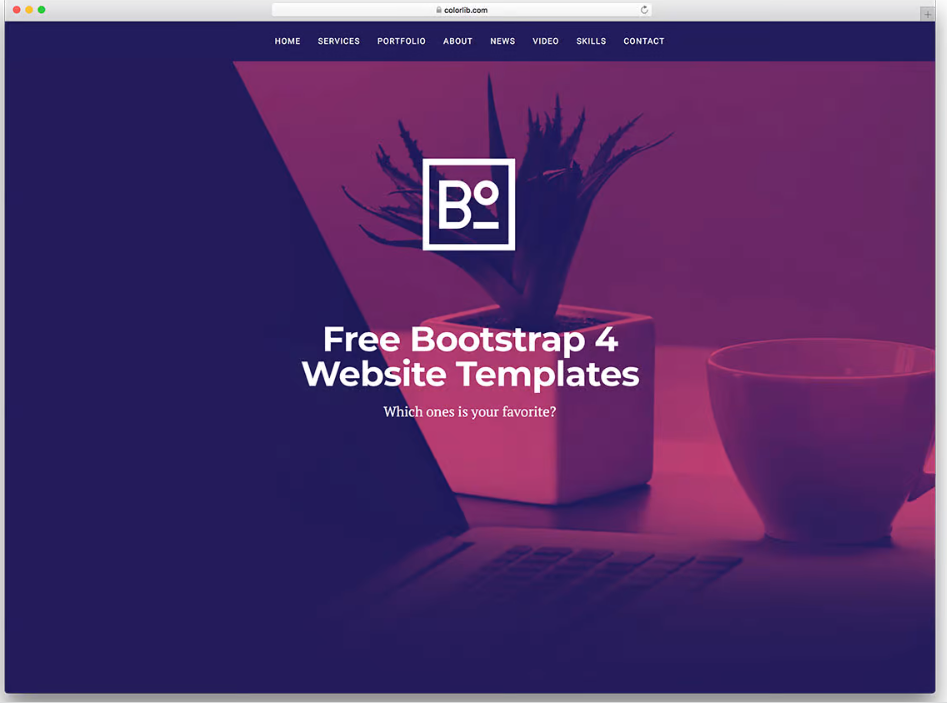 colorlib.com
HOME SERVICES PORTFOLIO ABOUT NEWS VIDEO SKILLS CONTACT
Bo
Free Bootstrap 4
Website Templates
Which ones is your favorite?